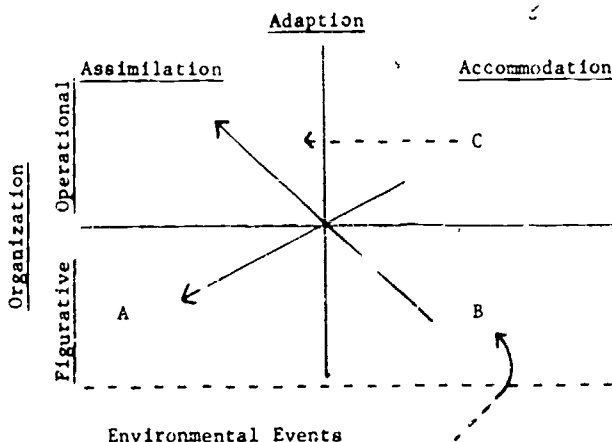 Adaption
Assimilation
Accommodation
Organization
Operational
C
Figurative
A
B
Environmental Events